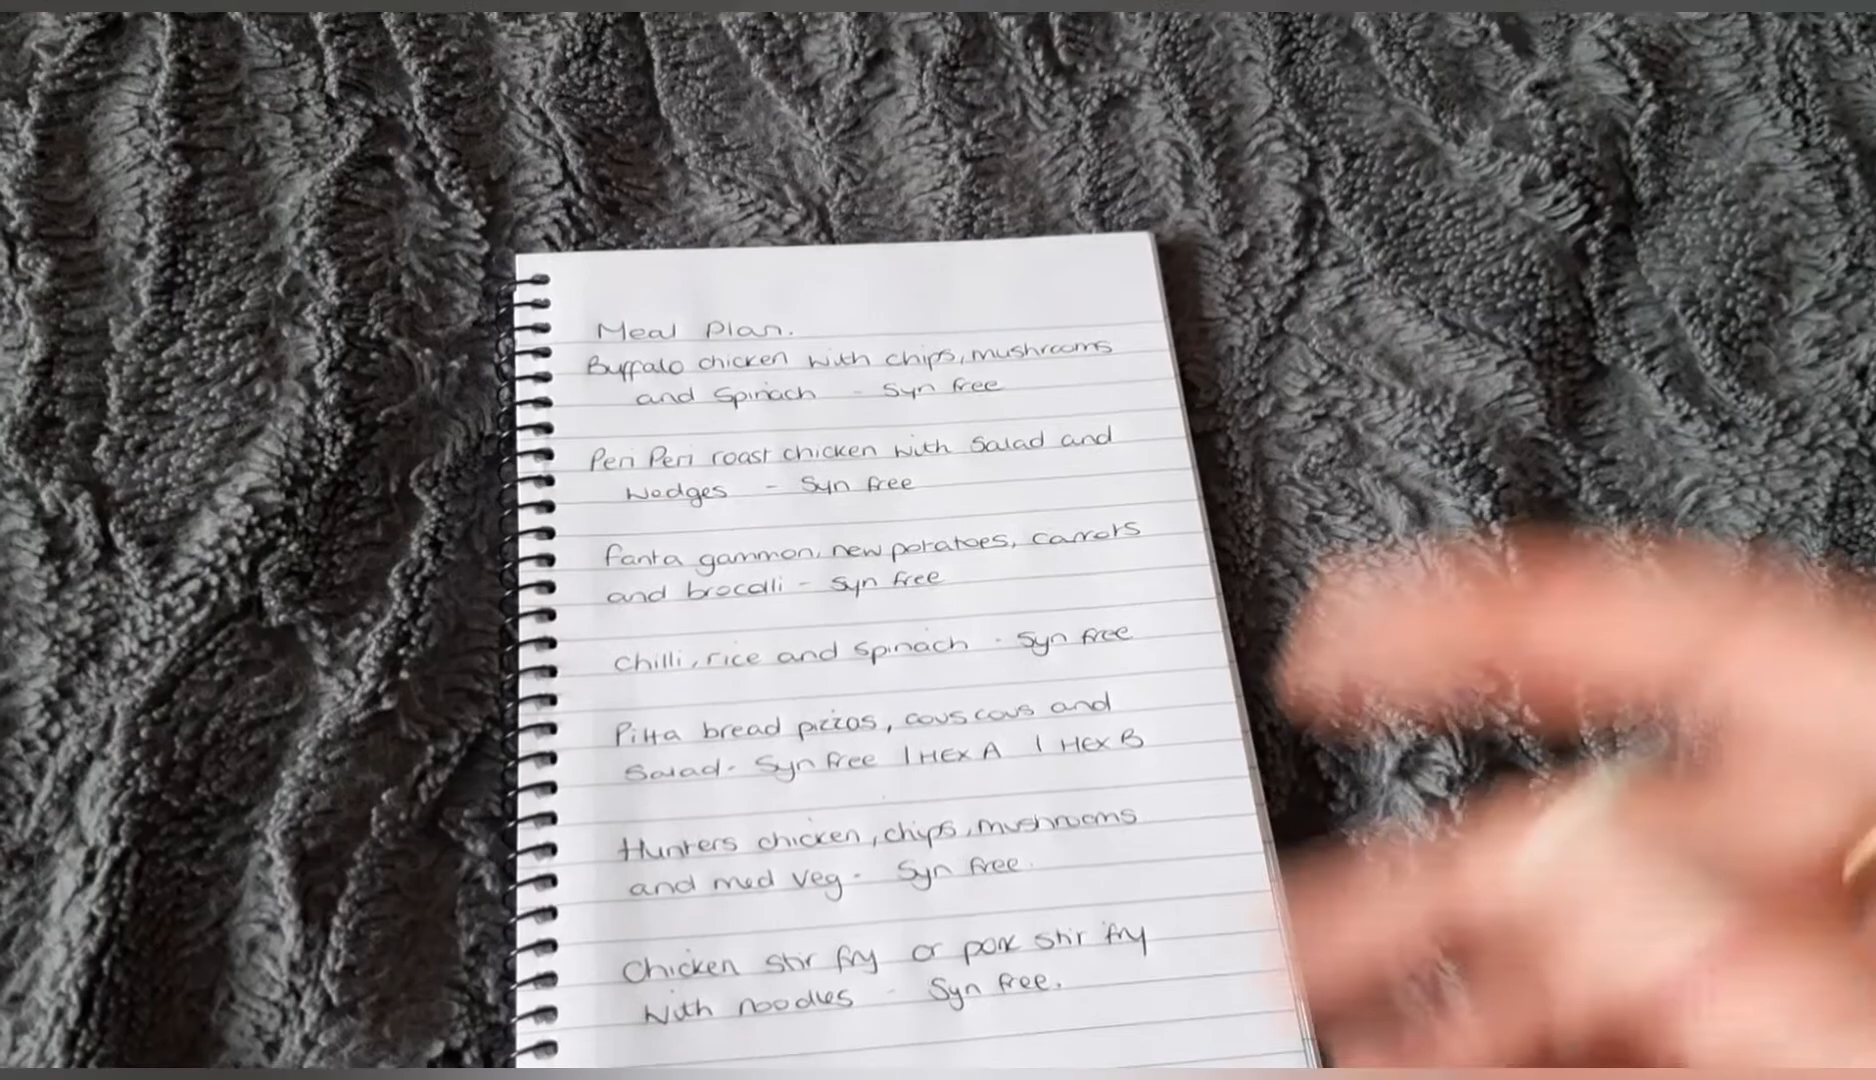 Meal Plan.
Buffalo chicken with chips, mushrooms
and Spinach - Syn free
Peri Peri roast chicken with Salad and
Wedges - Syn free
fanta gammon, new potatoes, carrots
and brocolli - Syn free
Chilli, rice and Spinach - Syn free
Pitta bread pizzas, couscous and
Salad - Syn free 1 HEX A 1 HEX B
Hunters chicken, chips, mushrooms
and med veg - Syn free.
Chicken stir fry or pork stir fry
With noodles - Syn free.